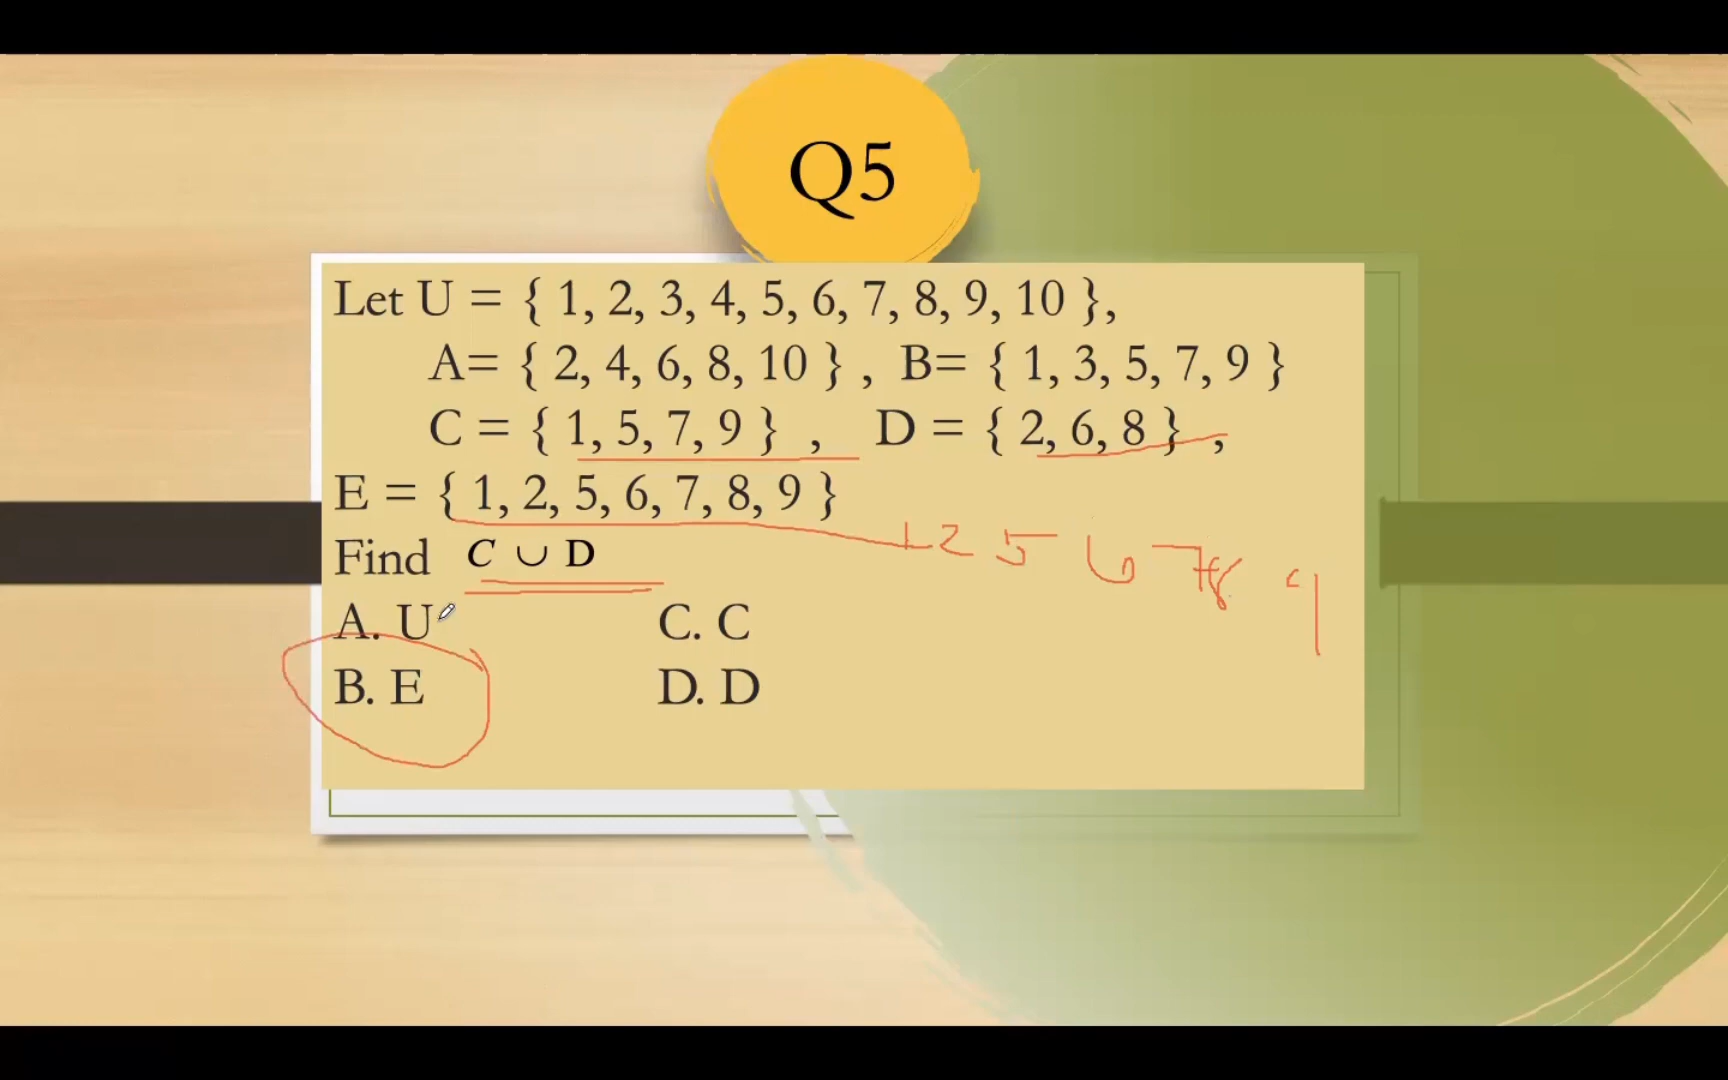 Q5
Let U = { 1, 2, 3, 4, 5, 6, 7, 8, 9, 10 },
A= { 2, 4, 6, 8, 10 } , B= { 1, 3, 5, 7, 9 }
C = { 1, 5, 7, 9 } , D = { 2, 6, 8 } ,
E = { 1, 2, 5, 6, 7, 8, 9 }
1 2 5 6 7 8 9
Find C ∪ D
A. U C. C
B. E D. D